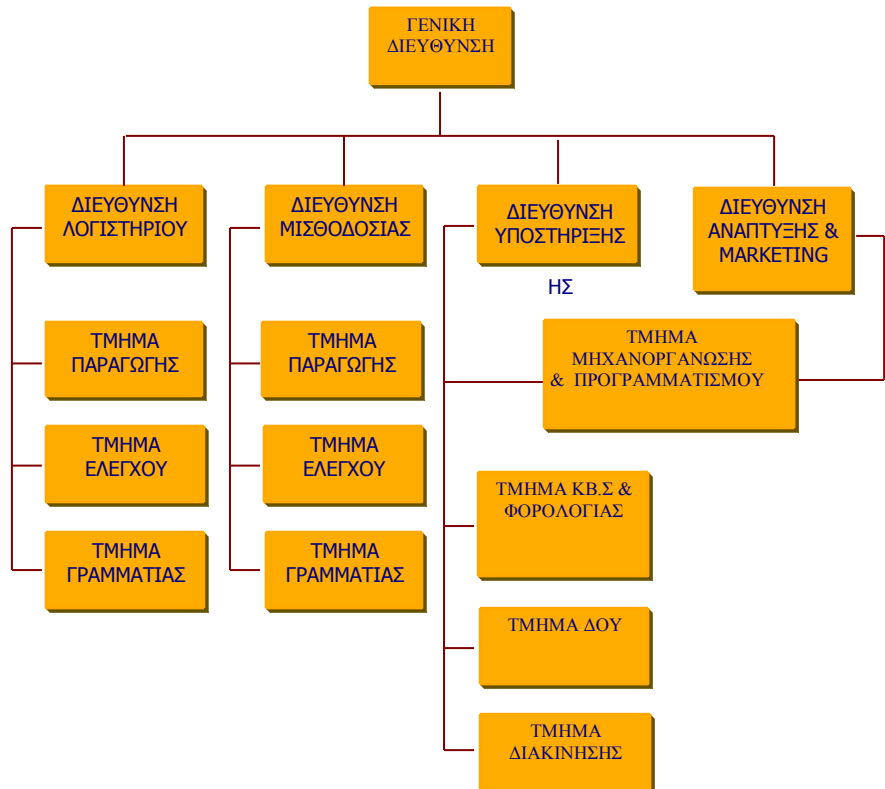 ΓΕΝΙΚΗ
ΔΙΕΥΘΥΝΣΗ
ΔΙΕΥΘΥΝΣΗ
ΛΟΓΙΣΤΗΡΙΟΥ
ΔΙΕΥΘΥΝΣΗ
ΜΙΣΘΟΔΟΣΙΑΣ
ΔΙΕΥΘΥΝΣΗ
ΥΠΟΣΤΗΡΙΞΗΣ
ΗΣ
ΔΙΕΥΘΥΝΣΗ
ΑΝΑΠΤΥΞΗΣ &
MARKETING
ΤΜΗΜΑ
ΠΑΡΑΓΩΓΗΣ
ΤΜΗΜΑ
ΠΑΡΑΓΩΓΗΣ
ΤΜΗΜΑ
ΜΗΧΑΝΟΡΓΑΝΩΣΗΣ
& ΠΡΟΓΡΑΜΜΑΤΙΣΜΟΥ
ΤΜΗΜΑ
ΕΛΕΓΧΟΥ
ΤΜΗΜΑ
ΕΛΕΓΧΟΥ
ΤΜΗΜΑ ΚΒ.Σ &
ΦΟΡΟΛΟΓΙΑΣ
ΤΜΗΜΑ
ΓΡΑΜΜΑΤΙΑΣ
ΤΜΗΜΑ
ΓΡΑΜΜΑΤΙΑΣ
ΤΜΗΜΑ ΔΟΥ
ΤΜΗΜΑ
ΔΙΑΚΙΝΗΣΗΣ